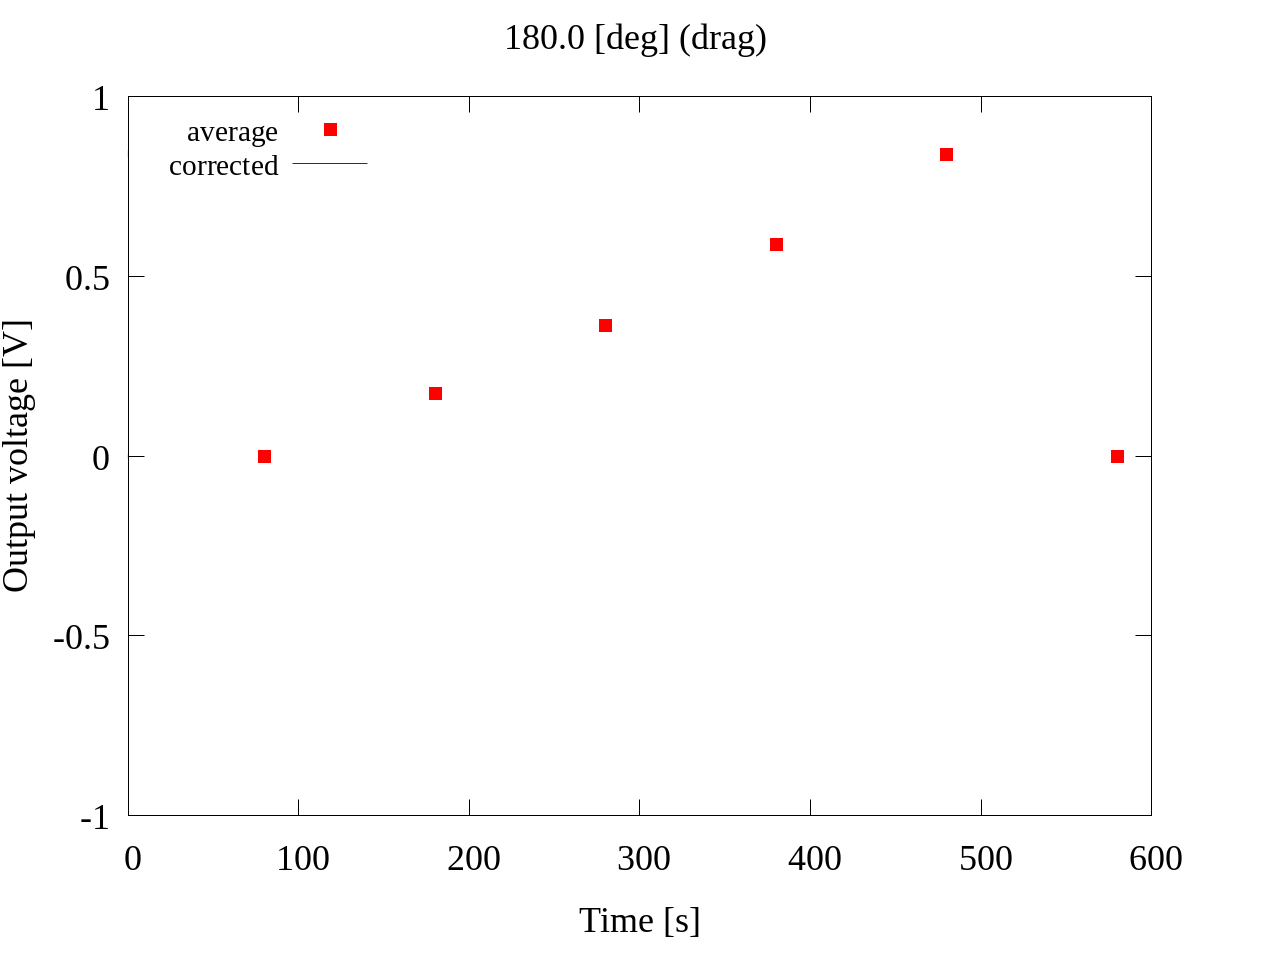 180.0 [deg] (drag)
average
corrected
1
0.5
0
-0.5
-1
Output voltage [V]
0 100 200 300 400 500 600
Time [s]